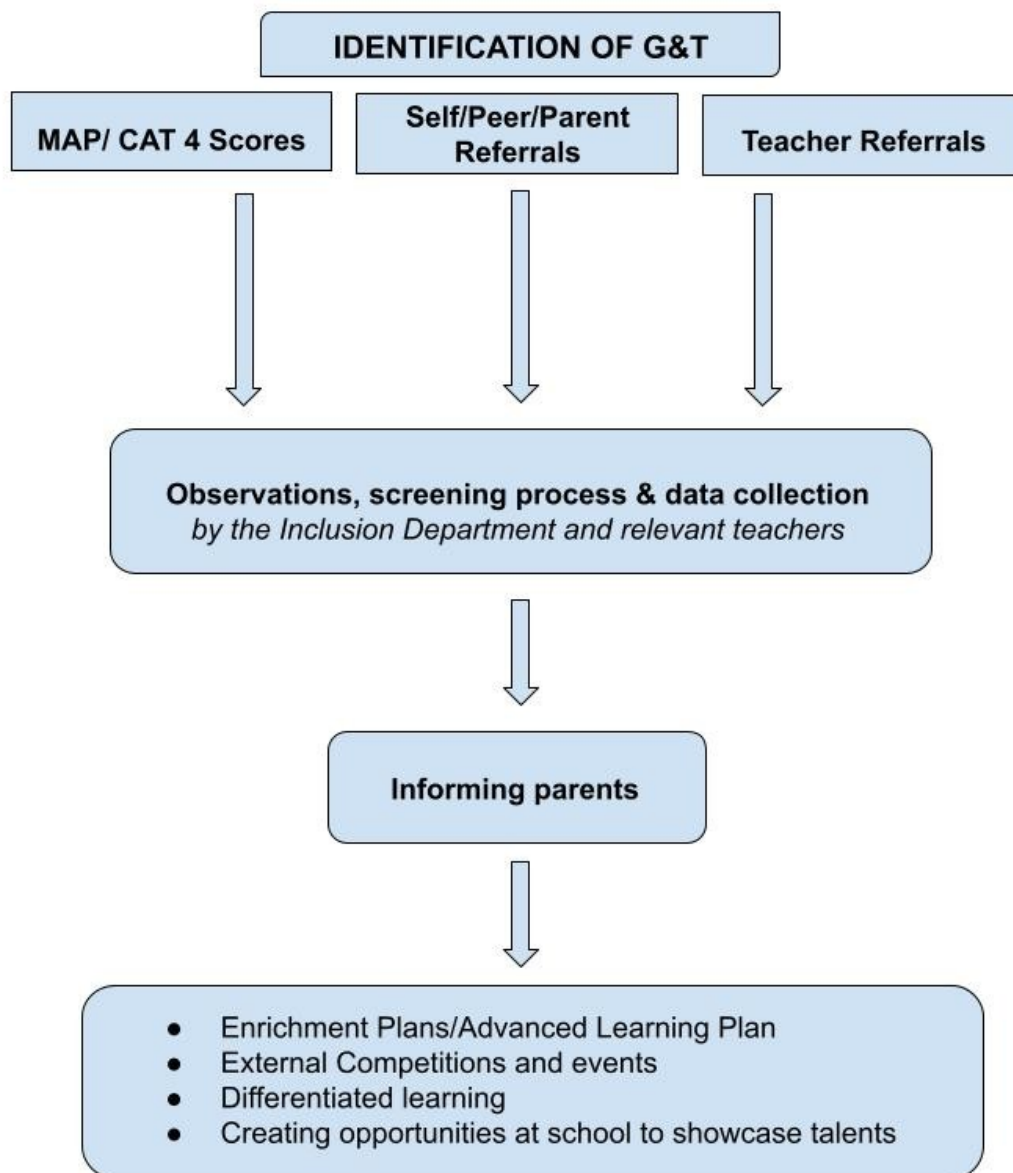 IDENTIFICATION OF G&T
MAP/ CAT 4 Scores
Self/Peer/Parent
Referrals
Teacher Referrals
Observations, screening process & data collection
by the Inclusion Department and relevant teachers
Informing parents
● Enrichment Plans/Advanced Learning Plan
● External Competitions and events
● Differentiated learning
● Creating opportunities at school to showcase talents